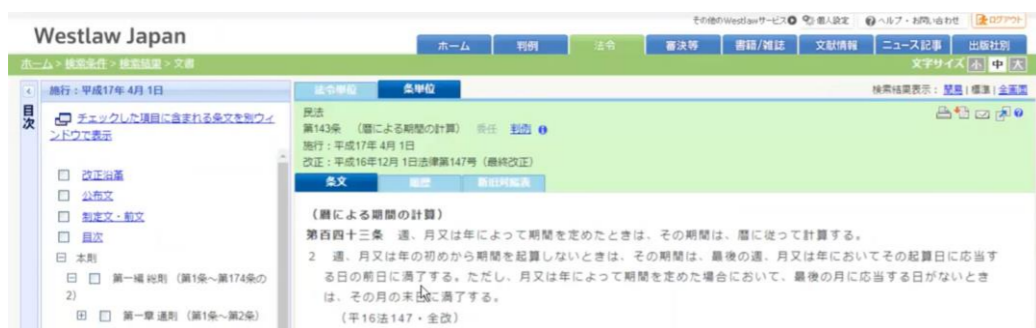 その他のWestlawサービス 個人設定 ヘルプ・お問い合わせ ログアウト
Westlaw Japan
ホーム 判例 法令 審決等 書籍/雑誌 文献情報 ニュース記事 出版社別
ホーム > 検索条件 > 検索結果 > 文書
文字サイズ 小 中 大
目次
施行：平成17年 4月 1日
チェックした項目に含まれる条文を別ウィ
ンドウで表示
改正沿革
公布文
制定文・前文
目次
本則
第一編 総則 （第1条～第174条の
2）
第一章 通則 （第1条～第2条）
法令単位 条単位
検索結果表示： 簡易 | 標準 | 全画面
民法
第143条 （暦による期間の計算） 委任 判例
施行：平成17年 4月 1日
改正：平成16年12月 1日法律第147号（最終改正）
条文 履歴 新旧対照表
（暦による期間の計算）
第百四十三条 週、月又は年によって期間を定めたときは、その期間は、暦に従って計算する。
2 週、月又は年の初めから期間を起算しないときは、その期間は、最後の週、月又は年においてその起算日に応当す
る日の前日に満了する。ただし、月又は年によって期間を定めた場合において、最後の月に応当する日がないとき
は、その月の末日に満了する。
（平16法147・全改）